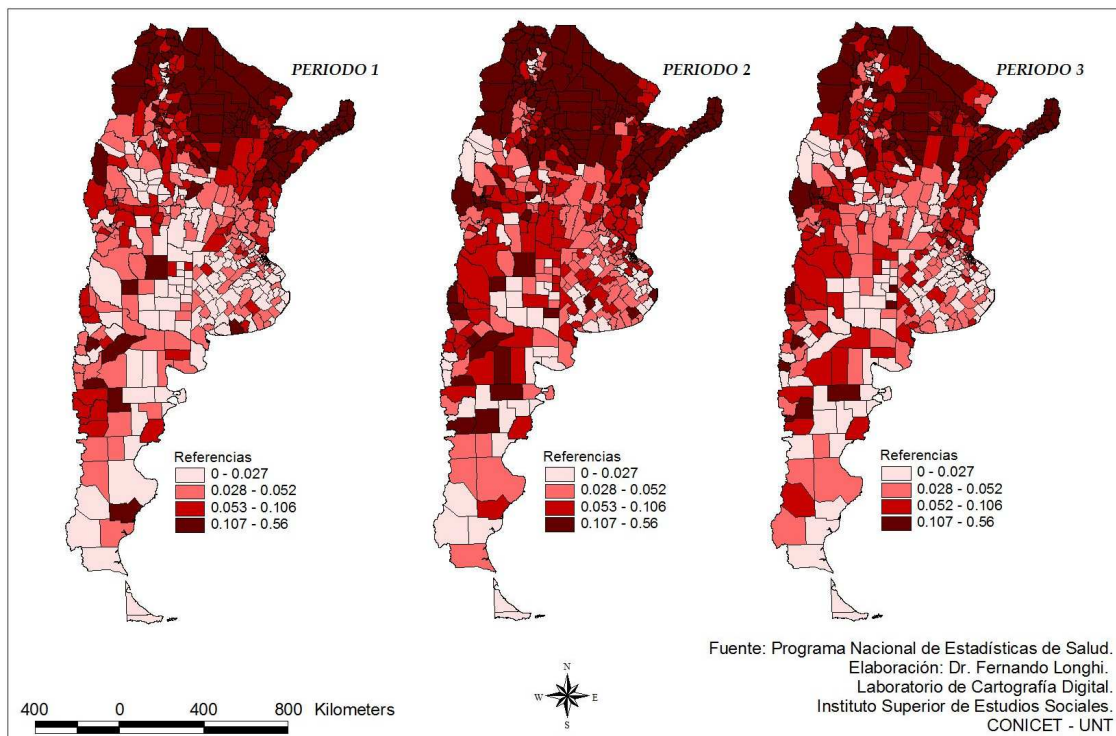 PERIODO 1
PERIODO 2
PERIODO 3
Referencias
0 - 0.027
0.028 - 0.052
0.053 - 0.106
0.107 - 0.56
Referencias
0 - 0.027
0.028 - 0.052
0.053 - 0.106
0.107 - 0.56
Referencias
0 - 0.027
0.028 - 0.052
0.052 - 0.106
0.107 - 0.56
Fuente: Programa Nacional de Estadísticas de Salud.
Elaboración: Dr. Fernando Longhi.
Laboratorio de Cartografía Digital.
Instituto Superior de Estudios Sociales.
CONICET - UNT
N
W E
S
400 0 400 800 Kilometers